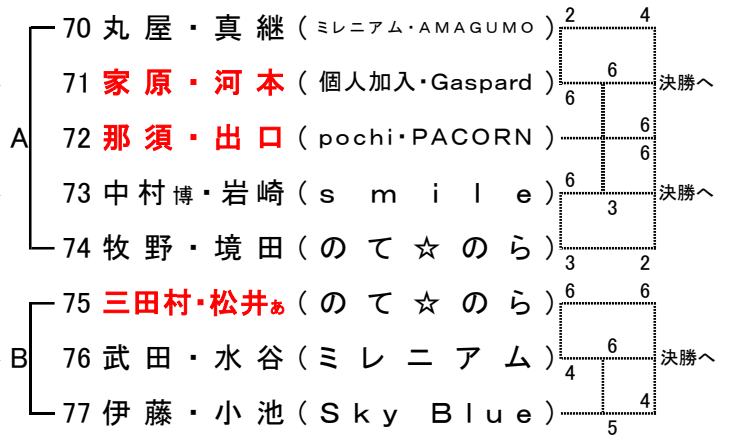 70 丸屋・真継(ミレニアム・AMAGUMO) 2 4
71 家原・河本(個人加入・Gaspard) 6 6 決勝へ
A 72 那須・出口(pochi・PACORN) 6 6
73 中村博・岩崎(smile) 6 3 決勝へ
74 牧野・境田(のて☆のら) 3 2
75 三田村・松井ぁ(のて☆のら) 6 6
B 76 武田・水谷(ミレニアム) 4 6 決勝へ
77 伊藤・小池(Sky Blue) 5 4